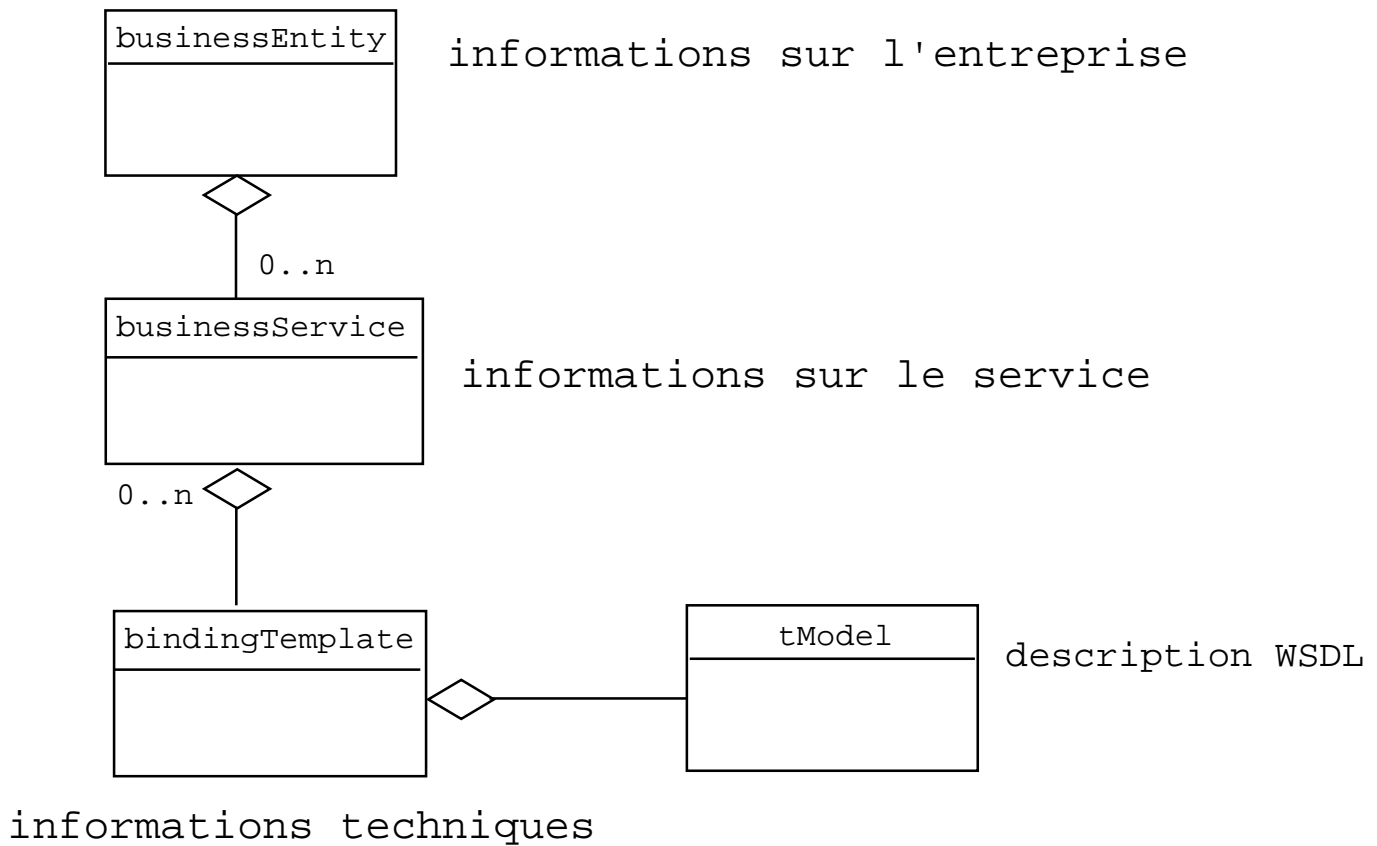 businessEntity
informations sur l'entreprise
0..n
businessService
informations sur le service
0..n
bindingTemplate
tModel
description WSDL
informations techniques